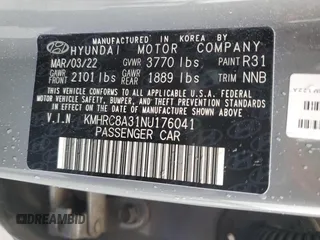 MANUFACTURED IN KOREA BY
HYUNDAI MOTOR COMPANY
MAR/03/22 GVWR 3770 lbs PAINT R31
GAWR FRONT 2101 lbs GAWR REAR 1889 lbs TRIM NNB
THIS VEHICLE CONFORMS TO ALL APPLICABLE
U.S. FEDERAL MOTOR VEHICLE SAFETY, BUMPER,
AND THEFT PREVENTION STANDARDS IN EFFECT ON
THE DATE OF MANUFACTURE SHOWN ABOVE.
V.I.N KMHRC8A31NU176041
PASSENGER CAR
©DREAMBID